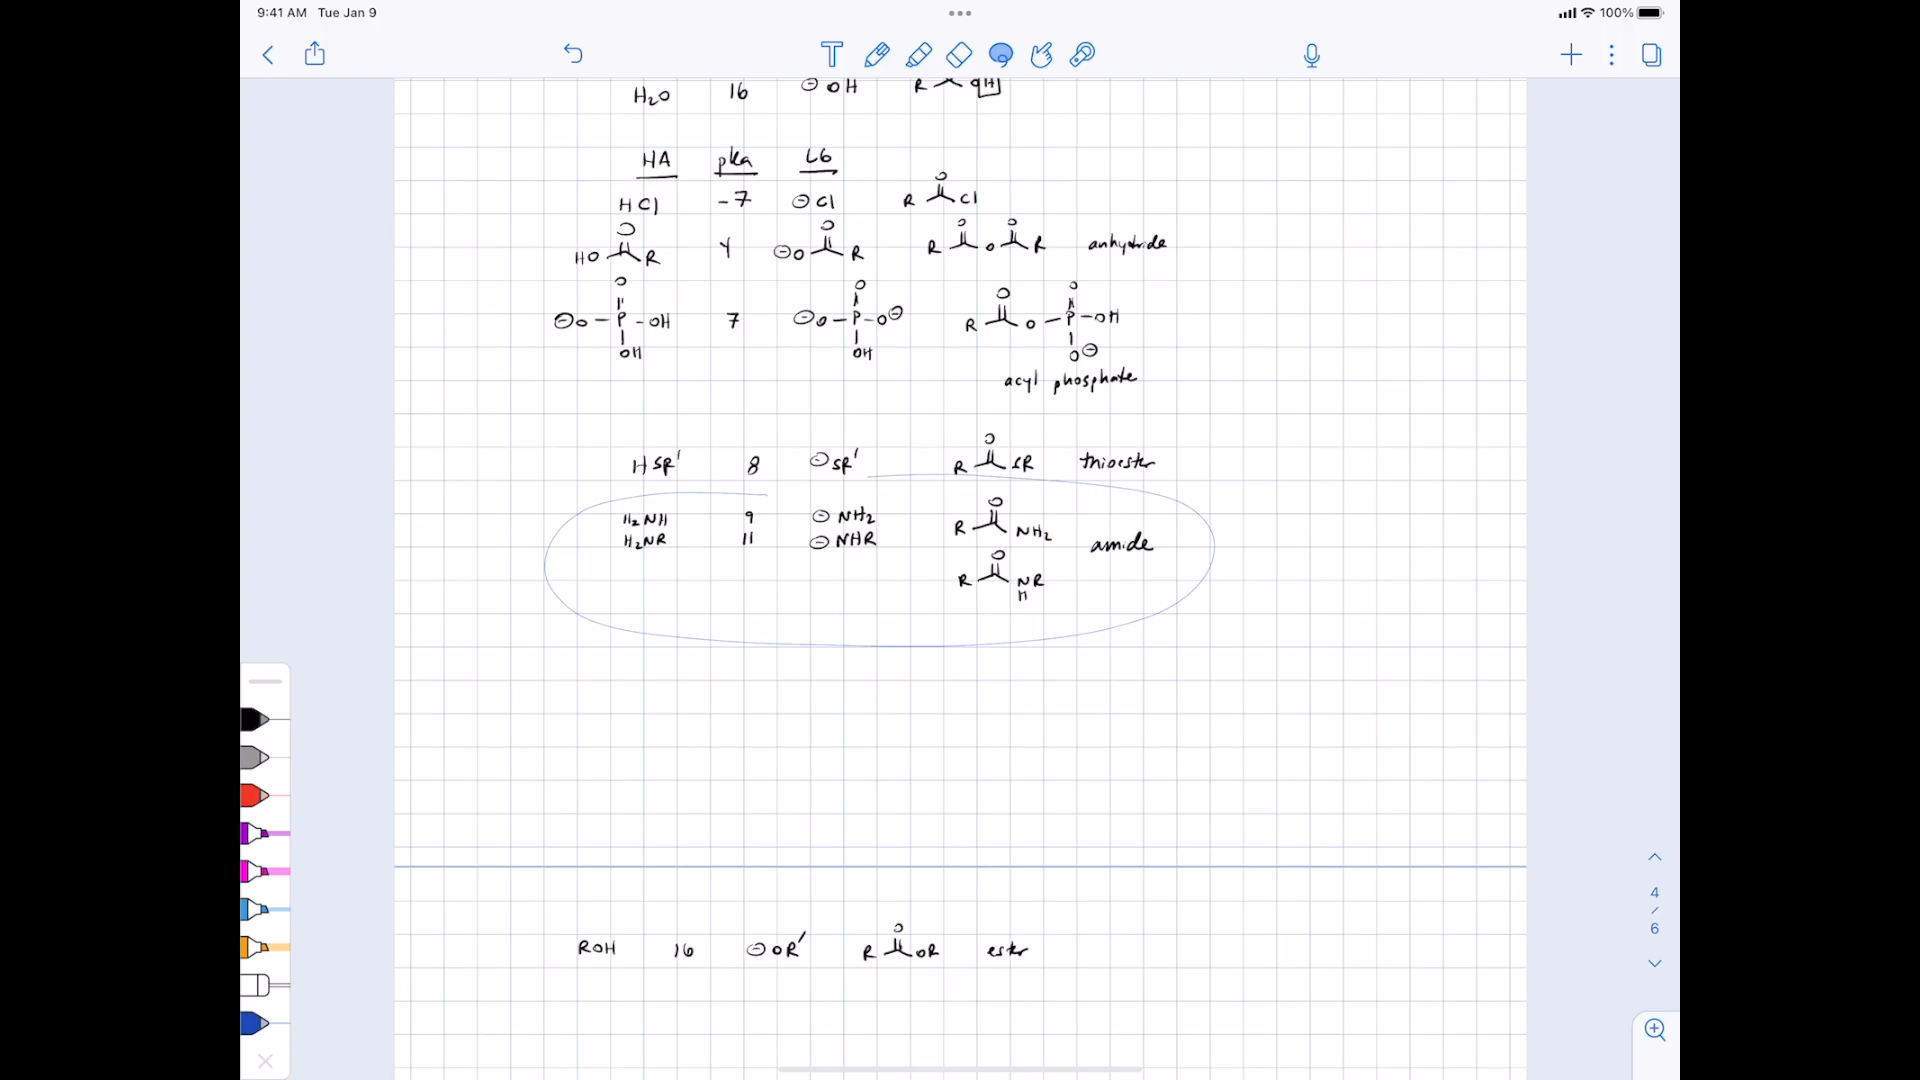 9:41 AM Tue Jan 9
100%
H₂O 16 ⊖OH R OH
HA pka LG
HCl -7 ⊖Cl R O Cl
HO O R 4 ⊖O O R R O O O R anhydride
⊖O-P-OH O OH 7 ⊖O-P-O⊖ O OH R O O-P-OH O O⊖
acyl phosphate
HSR' 8 ⊖SR' R O SR thioester
H₂NH 9 ⊖NH₂ R O NH₂
H₂NR 11 ⊖NHR amide
R O NR H
4
/
6
ROH 16 ⊖OR' R O OR ester